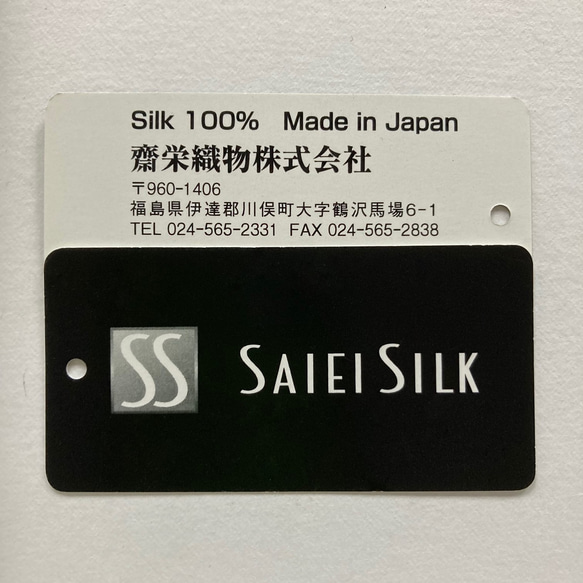 Silk 100% Made in Japan
齋栄織物株式会社
〒960-1406
福島県伊達郡川俣町大字鶴沢馬場6-1
TEL 024-565-2331 FAX 024-565-2838
SS SAIEI SILK